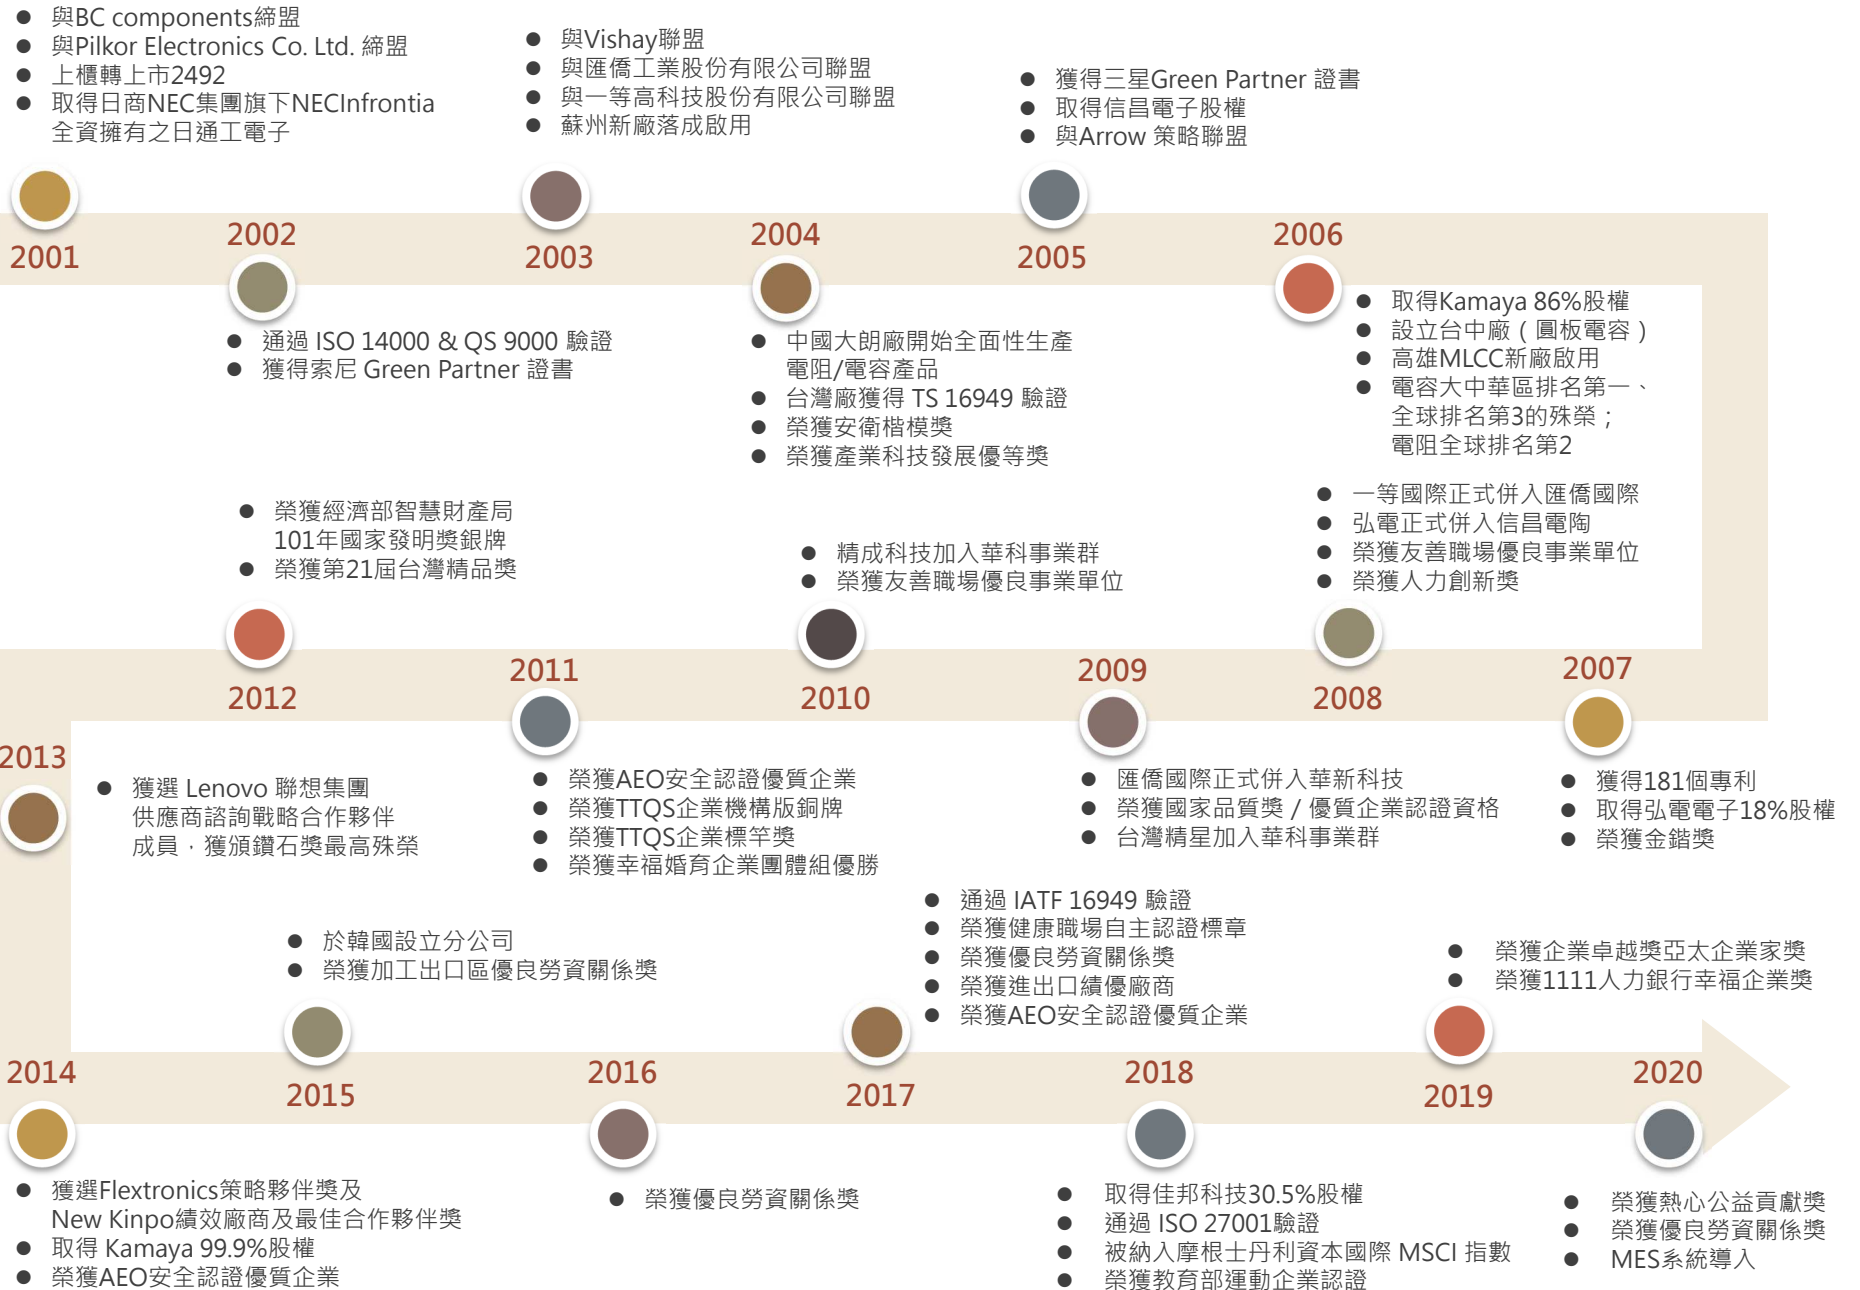 ● 與BC components締盟
● 與Pilkor Electronics Co. Ltd. 締盟
● 上櫃轉上市2492
● 取得日商NEC集團旗下NECInfrontia
全資擁有之日通工電子
2001
2002
● 通過 ISO 14000 & QS 9000 驗證
● 獲得索尼 Green Partner 證書
● 與Vishay聯盟
● 與匯僑工業股份有限公司聯盟
● 與一等高科技股份有限公司聯盟
● 蘇州新廠落成啟用
2003
2004
● 中國大朗廠開始全面性生產
電阻/電容產品
● 台灣廠獲得 TS 16949 驗證
● 榮獲安衛楷模獎
● 榮獲產業科技發展優等獎
● 獲得三星Green Partner 證書
● 取得信昌電子股權
● 與Arrow 策略聯盟
2005
2006
● 取得Kamaya 86%股權
● 設立台中廠（圓板電容）
● 高雄MLCC新廠啟用
● 電容大中華區排名第一、
全球排名第3的殊榮；
電阻全球排名第2
2007
● 獲得181個專利
● 取得弘電電子18%股權
● 榮獲金鍇獎
● 一等國際正式併入匯僑國際
● 弘電正式併入信昌電陶
● 榮獲友善職場優良事業單位
● 榮獲人力創新獎
2008
2009
● 匯僑國際正式併入華新科技
● 榮獲國家品質獎 / 優質企業認證資格
● 台灣精星加入華科事業群
● 精成科技加入華科事業群
● 榮獲友善職場優良事業單位
2010
2011
● 榮獲AEO安全認證優質企業
● 榮獲TTQS企業機構版銅牌
● 榮獲TTQS企業標竿獎
● 榮獲幸福婚育企業團體組優勝
● 榮獲經濟部智慧財產局
101年國家發明獎銀牌
● 榮獲第21屆台灣精品獎
2012
2013
● 獲選 Lenovo 聯想集團
供應商諮詢戰略合作夥伴
成員，獲頒鑽石獎最高殊榮
2014
● 獲選Flextronics策略夥伴獎及
New Kinpo績效廠商及最佳合作夥伴獎
● 取得 Kamaya 99.9%股權
● 榮獲AEO安全認證優質企業
● 於韓國設立分公司
● 榮獲加工出口區優良勞資關係獎
2015
2016
● 榮獲優良勞資關係獎
● 通過 IATF 16949 驗證
● 榮獲健康職場自主認證標章
● 榮獲優良勞資關係獎
● 榮獲進出口績優廠商
● 榮獲AEO安全認證優質企業
2017
2018
● 取得佳邦科技30.5%股權
● 通過 ISO 27001驗證
● 被納入摩根士丹利資本國際 MSCI 指數
● 榮獲教育部運動企業認證
● 榮獲企業卓越獎亞太企業家獎
● 榮獲1111人力銀行幸福企業獎
2019
2020
● 榮獲熱心公益貢獻獎
● 榮獲優良勞資關係獎
● MES系統導入